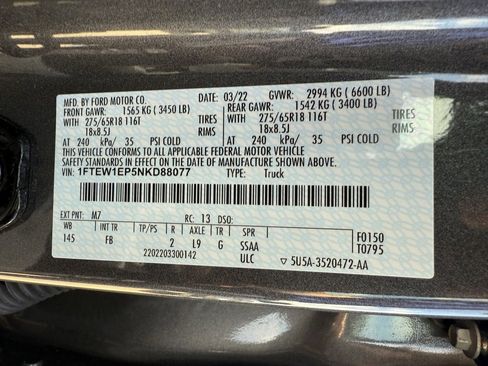 MFD. BY FORD MOTOR CO. DATE: 03/22 GVWR: 2994 KG (6600 LB)
FRONT GAWR: 1565 KG (3450 LB) REAR GAWR: 1542 KG (3400 LB)
275/65R18 116T TIRES 275/65R18 116T TIRES
18x8.5J RIMS 18x8.5J RIMS
AT 240 kPa/ 35 PSI COLD AT 240 kPa/ 35 PSI COLD
THIS VEHICLE CONFORMS TO ALL APPLICABLE FEDERAL MOTOR VEHICLE
SAFETY STANDARDS IN EFFECT ON THE DATE OF MANUFACTURE SHOWN ABOVE.
VIN: 1FTEW1EP5NKD88077 TYPE: Truck
EXT PNT: M7 RC: 13 DSO:
WB INT TR TP/PS R AXLE TR SPR F0150
145 FB 2 L9 G SSAA T0795
2202203300142 ULC ▽ 5U5A-3520472-AA